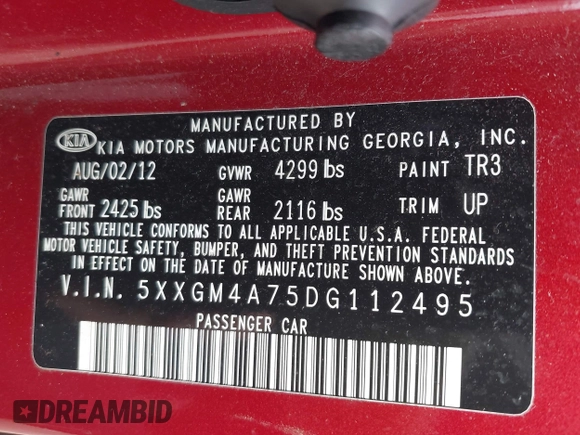 MANUFACTURED BY
KIA KIA MOTORS MANUFACTURING GEORGIA, INC.
AUG/02/12 GVWR 4299 lbs PAINT TR3
GAWR FRONT 2425 lbs GAWR REAR 2116 lbs TRIM UP
THIS VEHICLE CONFORMS TO ALL APPLICABLE U.S.A. FEDERAL
MOTOR VEHICLE SAFETY, BUMPER, AND THEFT PREVENTION STANDARDS
IN EFFECT ON THE DATE OF MANUFACTURE SHOWN ABOVE.
V.I.N. 5XXGM4A75DG112495
PASSENGER CAR
DREAMBID